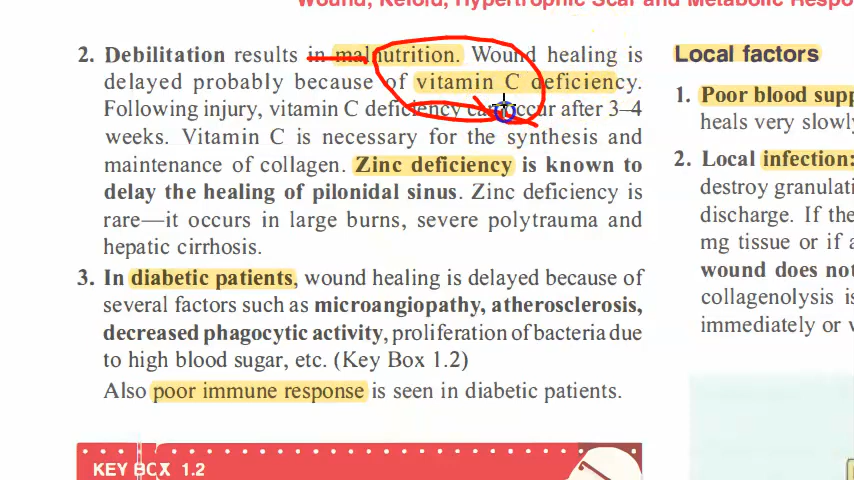 Wound, Keloid, Hypertrophic Scar and Metabolic Respo
2. Debilitation results in malnutrition. Wound healing is
delayed probably because of vitamin C deficiency.
Following injury, vitamin C deficiency can occur after 3–4
weeks. Vitamin C is necessary for the synthesis and
maintenance of collagen. Zinc deficiency is known to
delay the healing of pilonidal sinus. Zinc deficiency is
rare—it occurs in large burns, severe polytrauma and
hepatic cirrhosis.
3. In diabetic patients, wound healing is delayed because of
several factors such as microangiopathy, atherosclerosis,
decreased phagocytic activity, proliferation of bacteria due
to high blood sugar, etc. (Key Box 1.2)
Also poor immune response is seen in diabetic patients.
KEY BOX 1.2
Local factors
1. Poor blood supp
heals very slowly
2. Local infection:
destroy granulati
discharge. If the
mg tissue or if a
wound does not
collagenolysis is
immediately or v